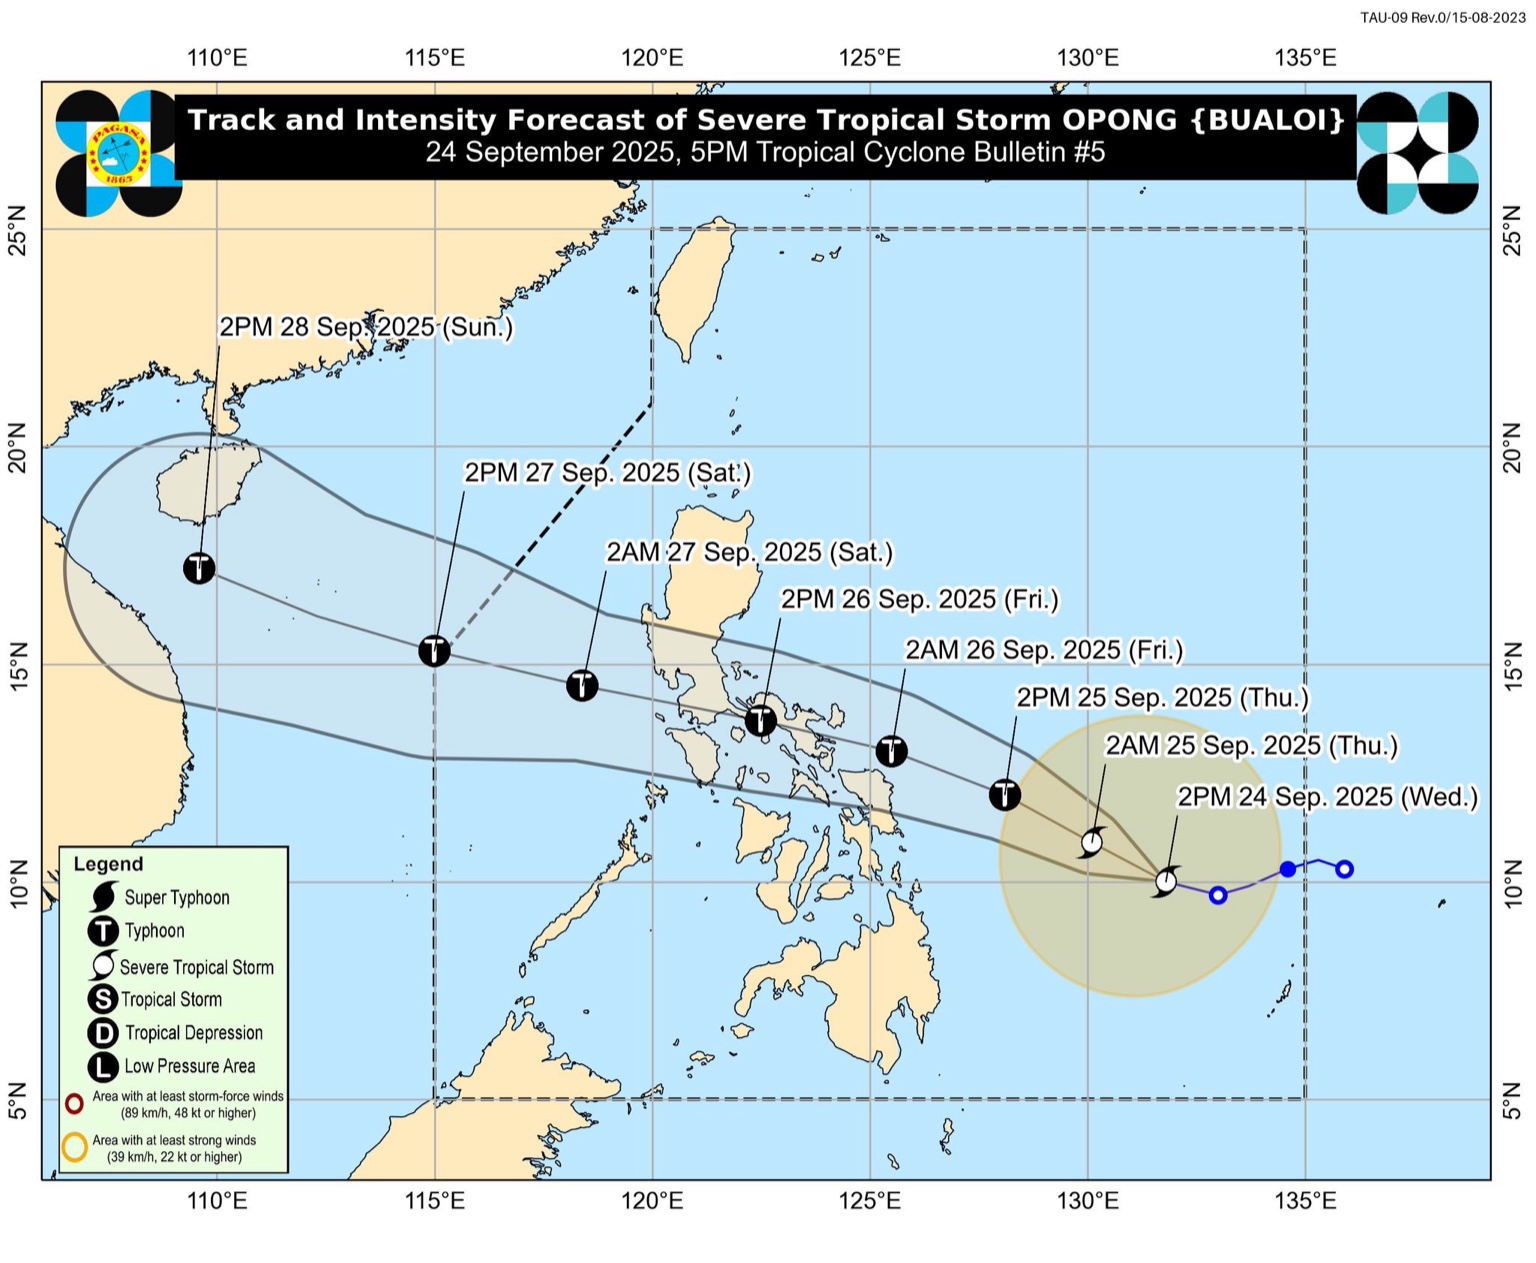 TAU-09 Rev.0/15-08-2023
110°E 115°E 120°E 125°E 130°E 135°E
Track and Intensity Forecast of Severe Tropical Storm OPONG {BUALOI}
24 September 2025, 5PM Tropical Cyclone Bulletin #5
PAGASA
1865
25°N 25°N
2PM 28 Sep. 2025 (Sun.)
20°N 20°N
2PM 27 Sep. 2025 (Sat.)
2AM 27 Sep. 2025 (Sat.)
2PM 26 Sep. 2025 (Fri.)
2AM 26 Sep. 2025 (Fri.)
15°N 15°N
2PM 25 Sep. 2025 (Thu.)
2AM 25 Sep. 2025 (Thu.)
2PM 24 Sep. 2025 (Wed.)
T
T
T
T
T
T
10°N 10°N
Legend
Super Typhoon
T Typhoon
Severe Tropical Storm
S Tropical Storm
D Tropical Depression
L Low Pressure Area
Area with at least storm-force winds
(89 km/h, 48 kt or higher)
Area with at least strong winds
(39 km/h, 22 kt or higher)
5°N 5°N
110°E 115°E 120°E 125°E 130°E 135°E